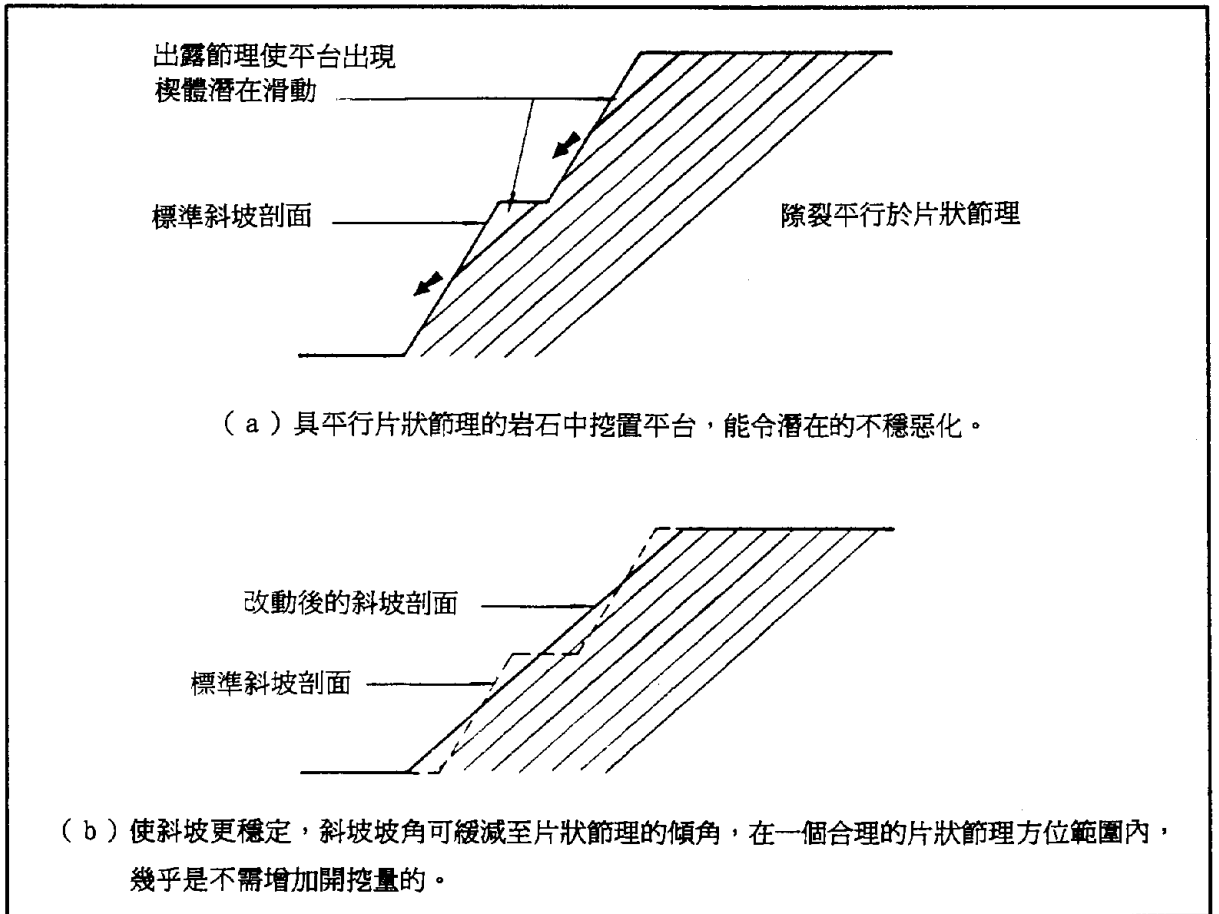 出露節理使平台出現
楔體潛在滑動
標準斜坡剖面
隙裂平行於片狀節理
(a)具平行片狀節理的岩石中挖置平台,能令潛在的不穩惡化。
改動後的斜坡剖面
標準斜坡剖面
(b)使斜坡更穩定,斜坡坡角可緩減至片狀節理的傾角,在一個合理的片狀節理方位範圍內,
幾乎是不需增加開挖量的。